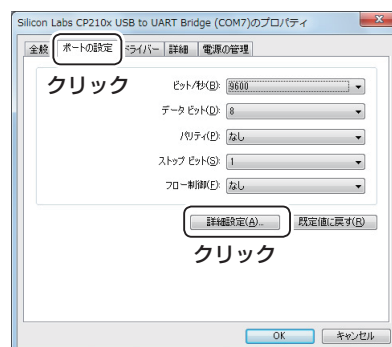 Silicon Labs CP210x USB to UART Bridge (COM7)のプロパティ
全般 ポートの設定 ドライバー 詳細 電源の管理
クリック
ビット/秒(B): 9600
データ ビット(D): 8
パリティ(P): なし
ストップ ビット(S): 1
フロー制御(F): なし
詳細設定(A)... 既定値に戻す(R)
クリック
OK キャンセル